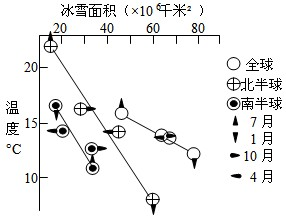 冰雪面积（×10⁶千米²）
20 40 60 80
20
15
10
温度℃
全球
北半球
南半球
7月
1月
10月
4月